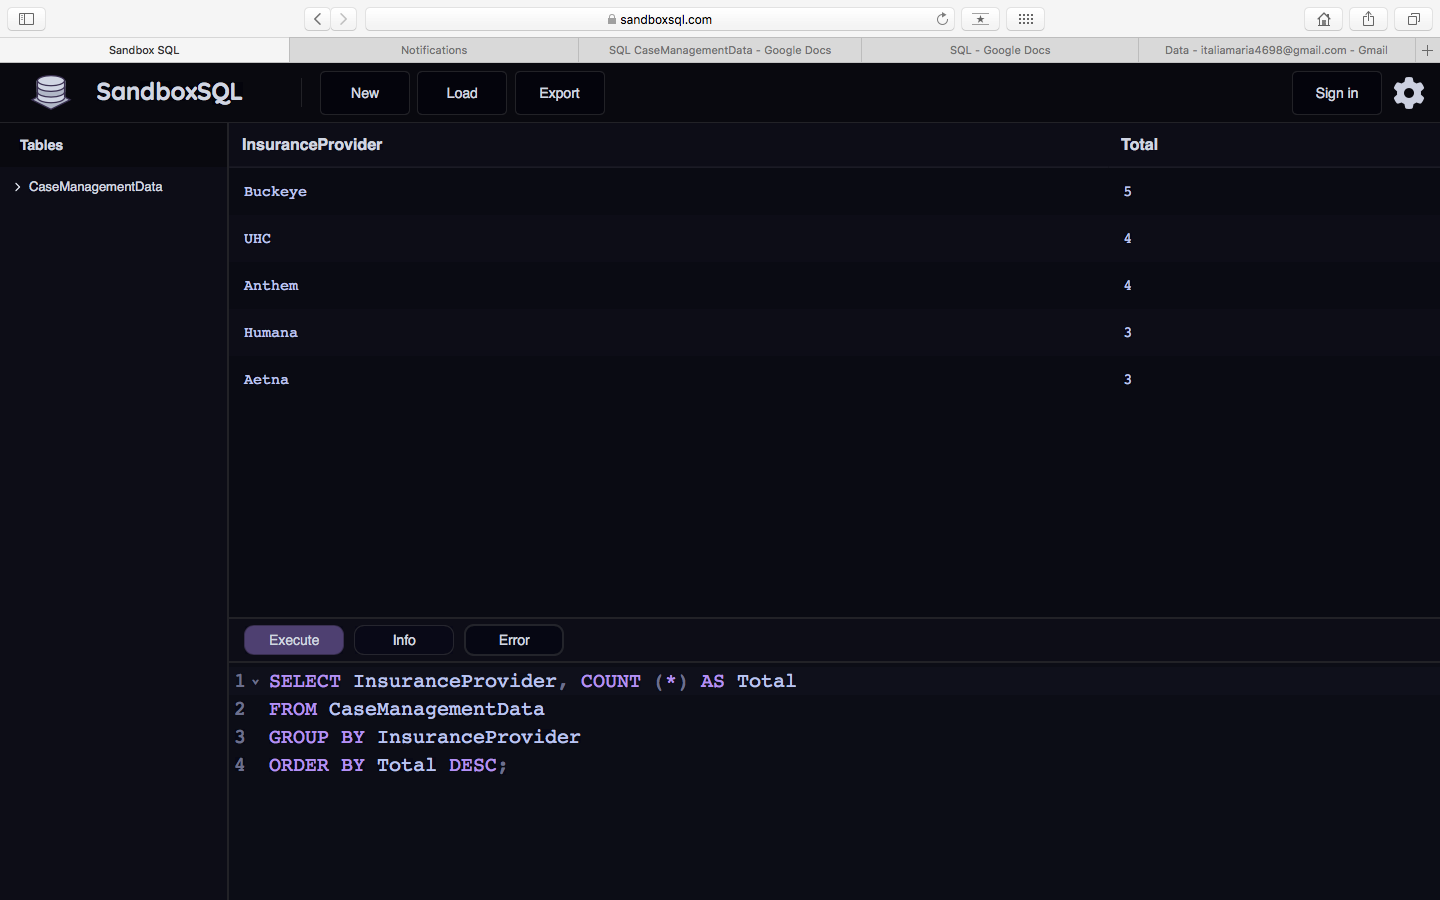 sandboxsql.com
Sandbox SQL
Notifications
SQL CaseManagementData - Google Docs
SQL - Google Docs
Data - italiamaria4698@gmail.com - Gmail
SandboxSQL
New
Load
Export
Sign in
Tables
CaseManagementData
InsuranceProvider Total
Buckeye 5
UHC 4
Anthem 4
Humana 3
Aetna 3
Execute
Info
Error
1 SELECT InsuranceProvider, COUNT (*) AS Total
2 FROM CaseManagementData
3 GROUP BY InsuranceProvider
4 ORDER BY Total DESC;